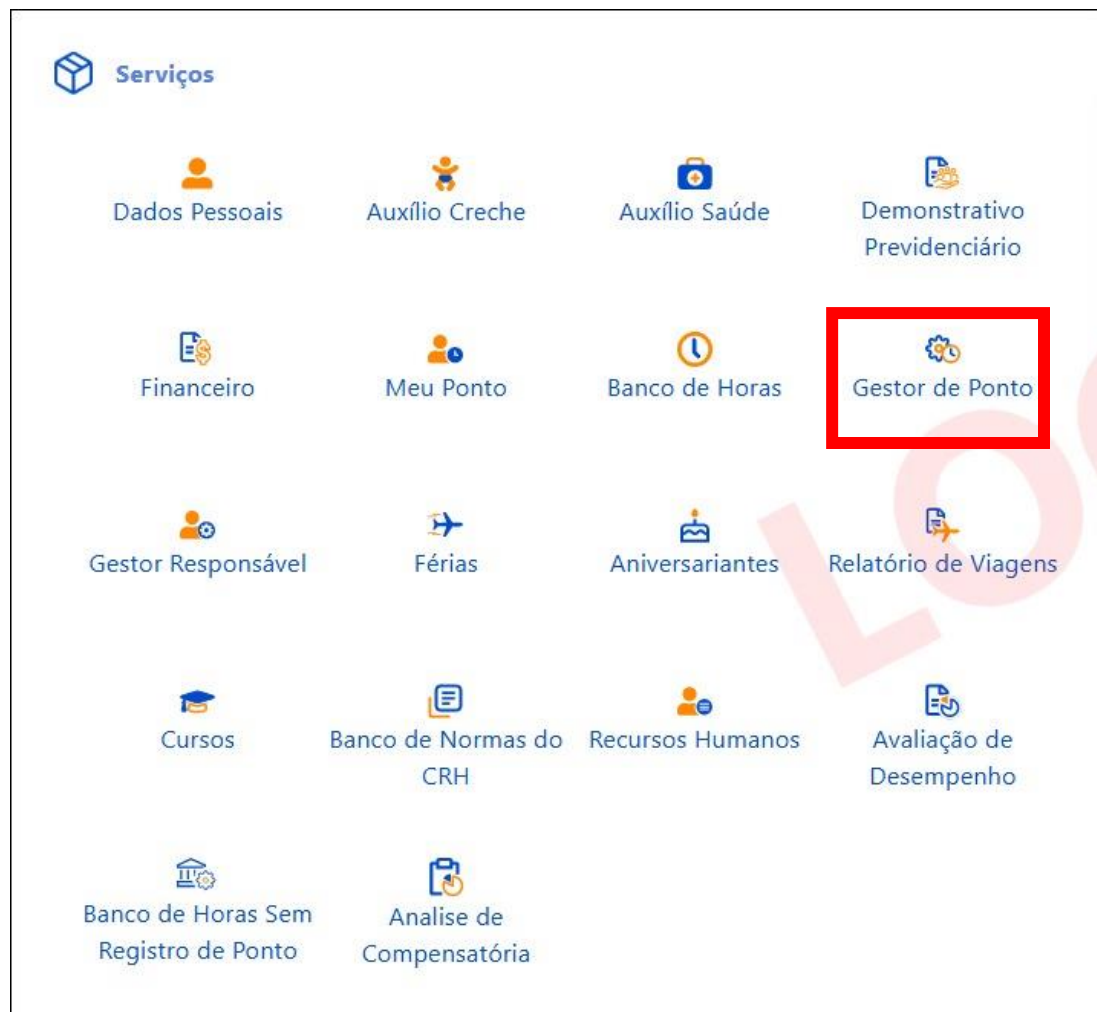 Serviços
Dados Pessoais
Auxílio Creche
Auxílio Saúde
Demonstrativo
Previdenciário
Financeiro
Meu Ponto
Banco de Horas
Gestor de Ponto
Gestor Responsável
Férias
Aniversariantes
Relatório de Viagens
Cursos
Banco de Normas do
CRH
Recursos Humanos
Avaliação de
Desempenho
Banco de Horas Sem
Registro de Ponto
Analise de
Compensatória